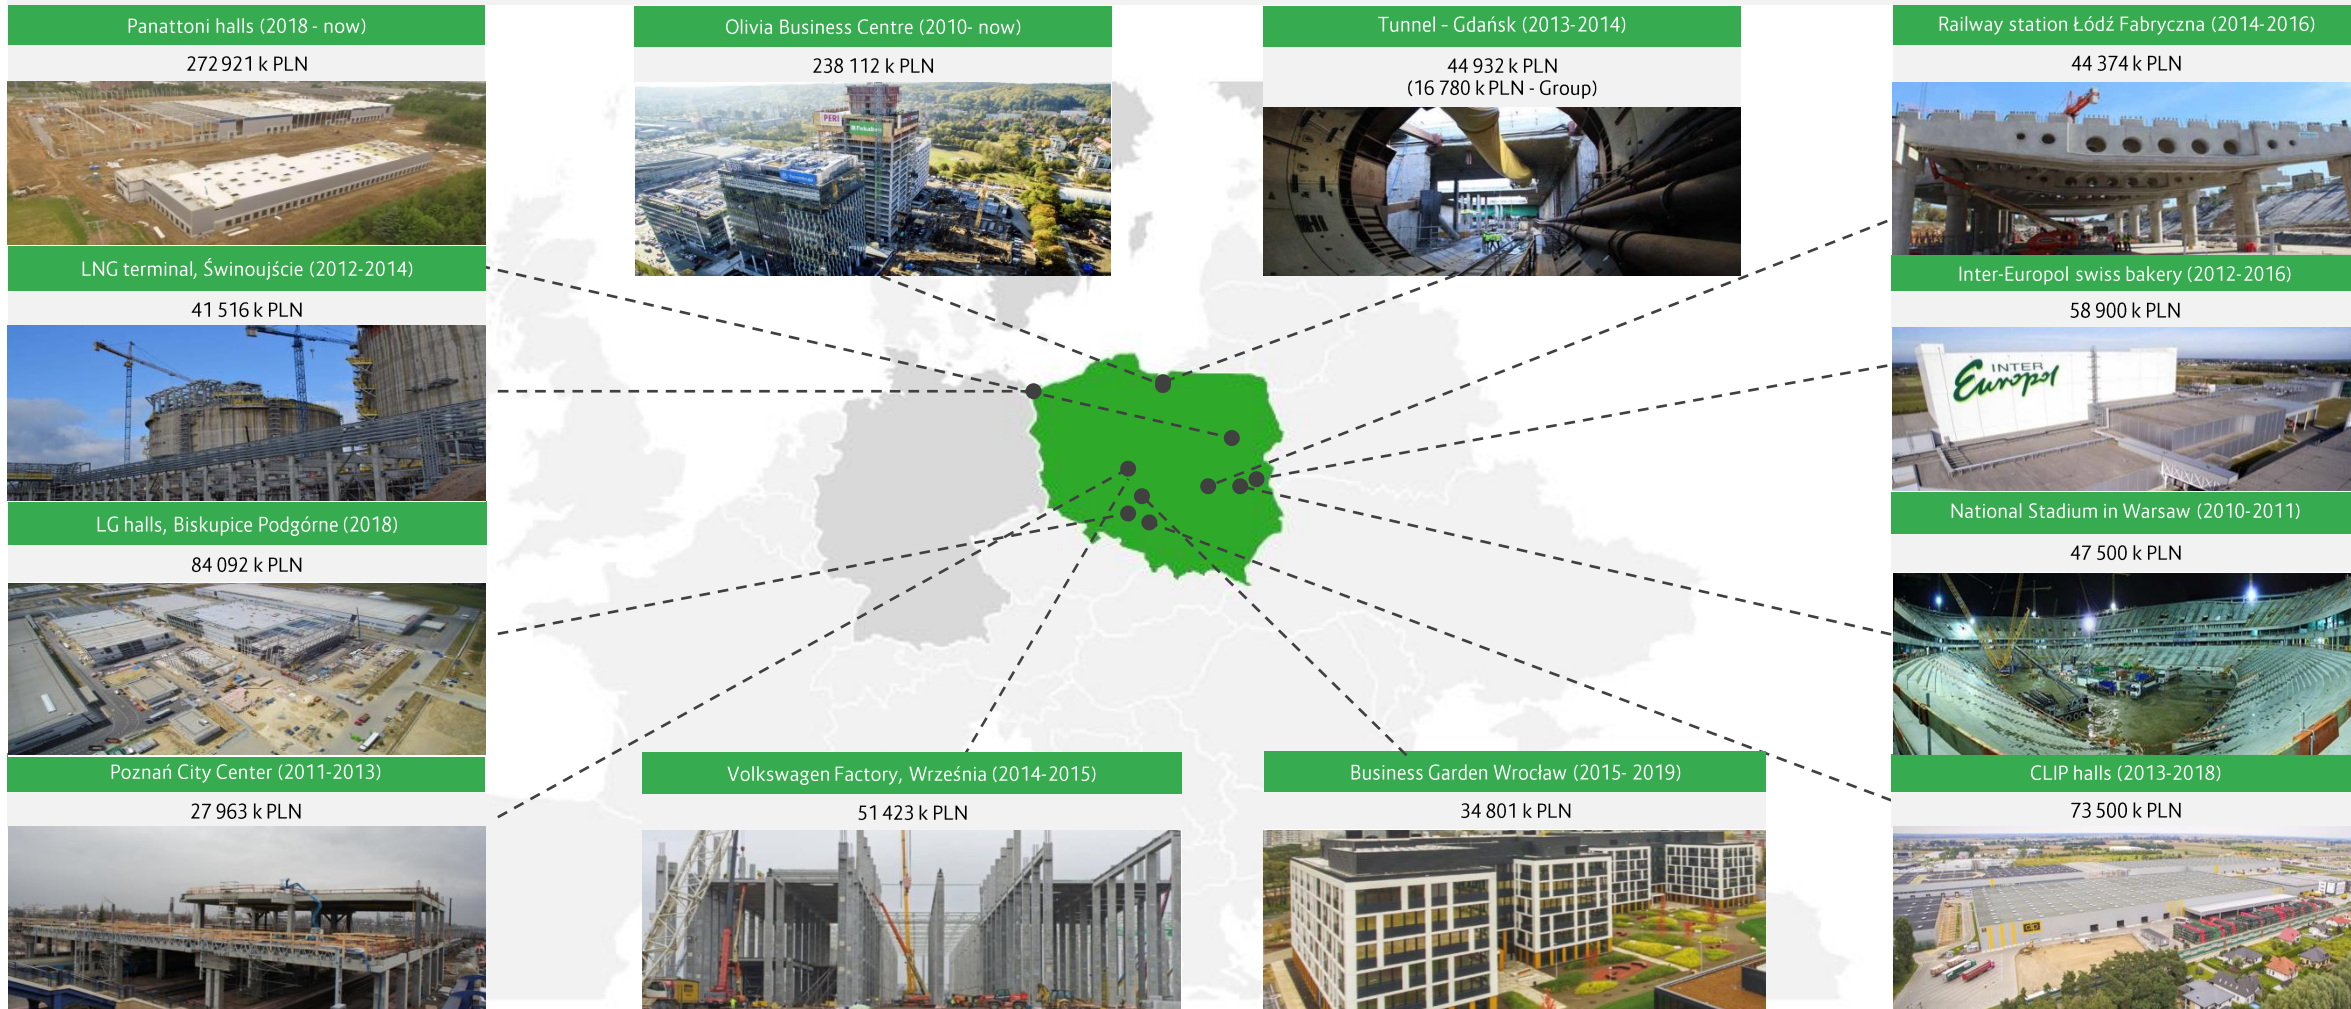 Panattoni halls (2018 - now)
272 921 k PLN
Olivia Business Centre (2010- now)
238 112 k PLN
PERI
Pekabex
Tunnel - Gdańsk (2013-2014)
44 932 k PLN
(16 780 k PLN - Group)
Railway station Łódź Fabryczna (2014-2016)
44 374 k PLN
LNG terminal, Świnoujście (2012-2014)
41 516 k PLN
Inter-Europol swiss bakery (2012-2016)
58 900 k PLN
INTER
Europol
LG halls, Biskupice Podgórne (2018)
84 092 k PLN
National Stadium in Warsaw (2010-2011)
47 500 k PLN
Poznań City Center (2011-2013)
27 963 k PLN
Volkswagen Factory, Września (2014-2015)
51 423 k PLN
Business Garden Wrocław (2015- 2019)
34 801 k PLN
CLIP halls (2013-2018)
73 500 k PLN